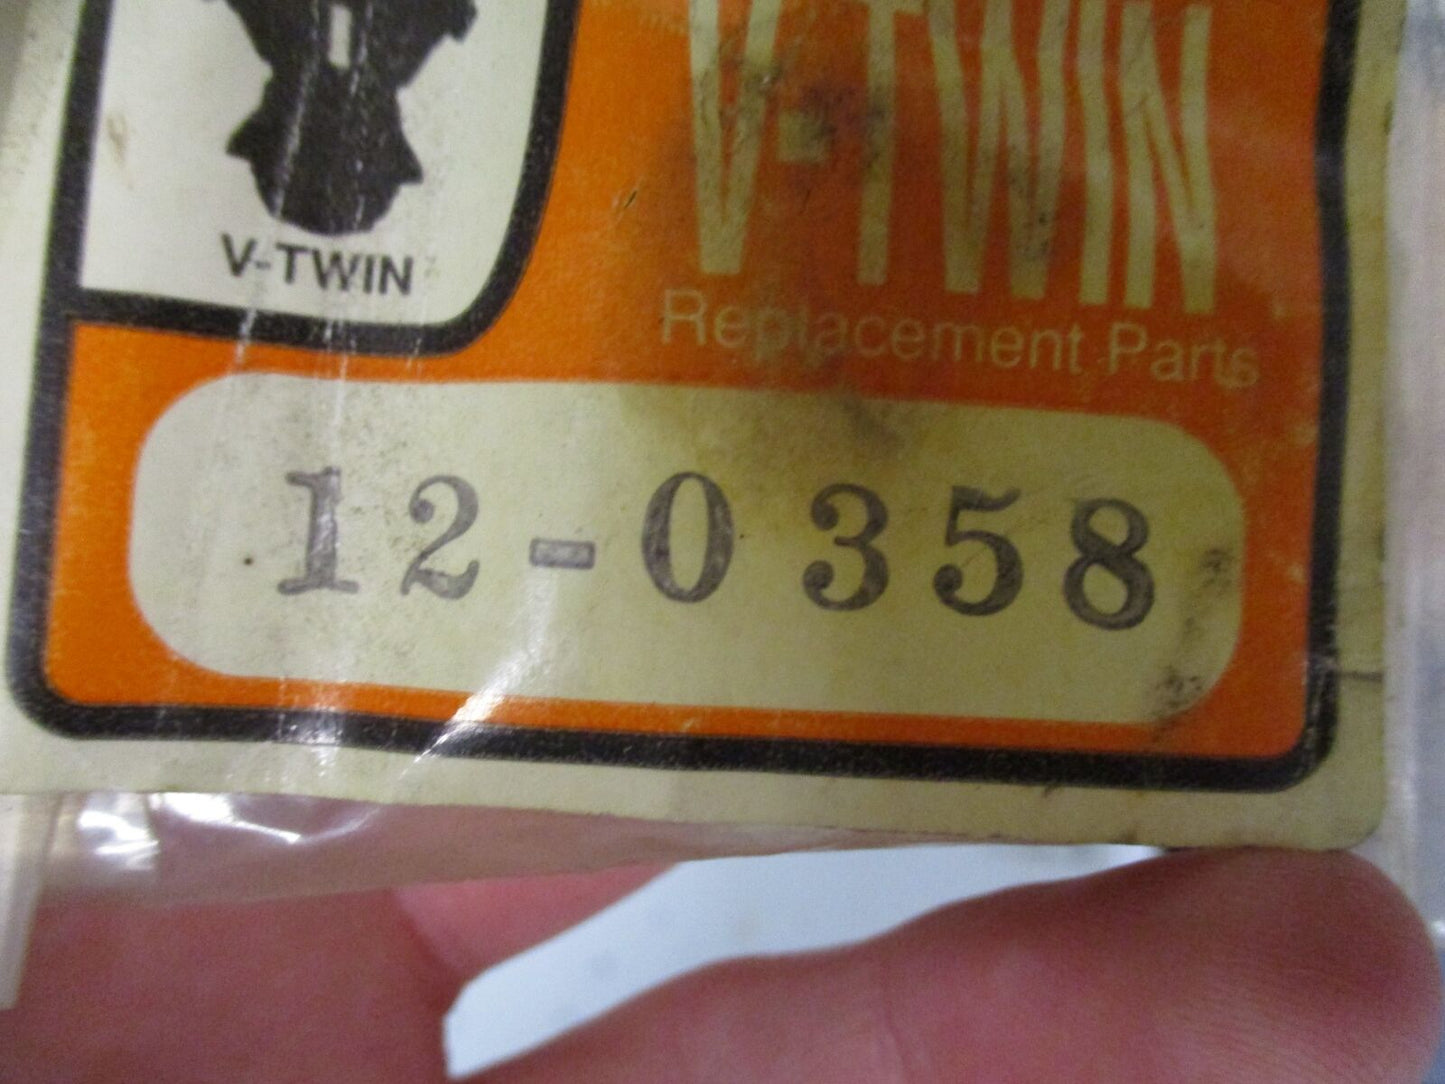 V-TWIN
V-TWIN
Replacement Parts
12-0358